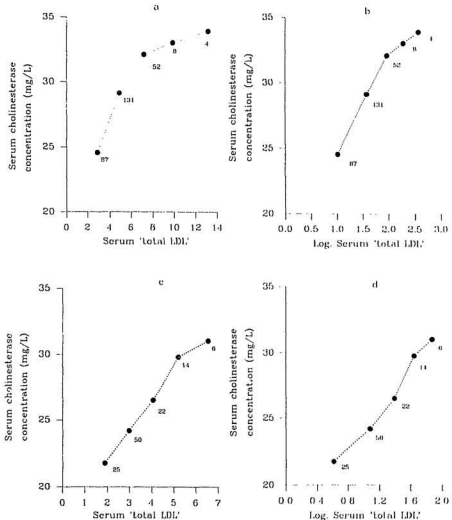 a
35
30
25
20
Serum cholinesterase
concentration (mg/L)
87
131
52
8
4
0 2 4 6 8 10 12 14
Serum 'total LDL'
b
35
30
25
20
Serum cholinesterase
concentration (mg/L)
87
131
52
8
4
0.0 0.5 1.0 1.5 2.0 2.5 3.0
Log. Serum 'total LDL'
c
35
30
25
20
Serum cholinesterase
concentration (mg/L)
25
50
22
14
6
0 1 2 3 4 5 6 7
Serum 'total LDL'
d
35
30
25
20
Serum cholinesterase
concentration (mg/L)
25
50
22
14
6
0.0 0.4 0.8 1.2 1.6 2.0
Log. Serum 'total LDL'